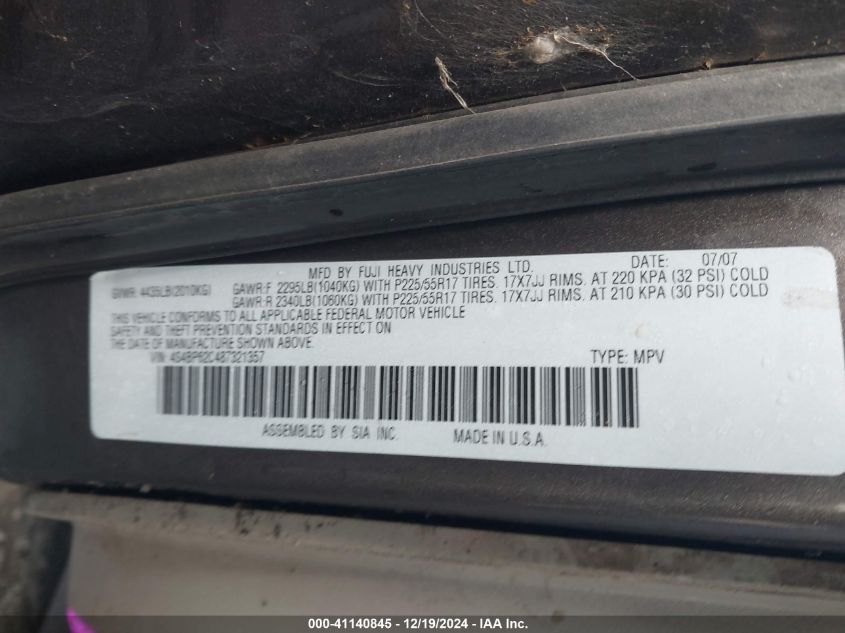 MFD BY FUJI HEAVY INDUSTRIES LTD. DATE: 07/07
GVWR: 4435LB(2010KG) GAWR:F 2295LB(1040KG) WITH P225/55R17 TIRES. 17X7JJ RIMS. AT 220 KPA (32 PSI) COLD
GAWR:R 2340LB(1060KG) WITH P225/55R17 TIRES. 17X7JJ RIMS. AT 210 KPA (30 PSI) COLD
THIS VEHICLE CONFORMS TO ALL APPLICABLE FEDERAL MOTOR VEHICLE
SAFETY AND THEFT PREVENTION STANDARDS IN EFFECT ON
THE DATE OF MANUFACTURE SHOWN ABOVE.
VIN: 4S4BP62C487321357 TYPE: MPV
ASSEMBLED BY SIA INC. MADE IN U.S.A.
000-41140845 - 12/19/2024 - IAA Inc.